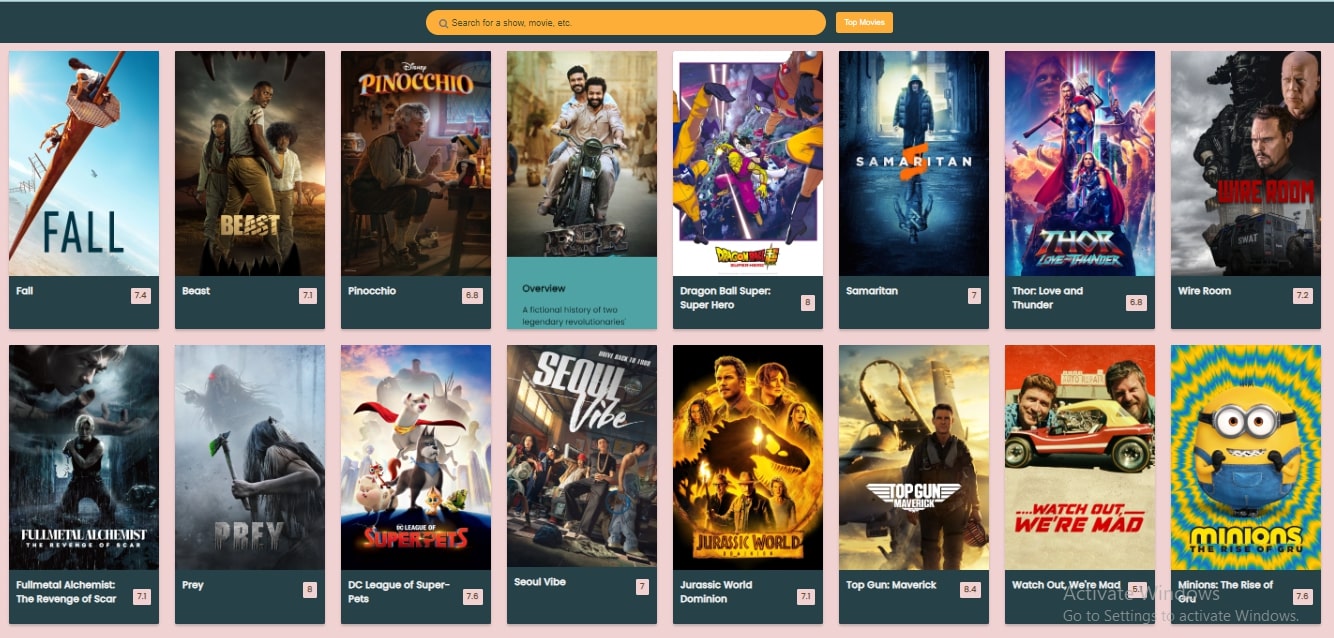 Search for a show, movie, etc.
Top Movies
FALL
Fall
7.4
BEAST
Beast
7.1
Disney
PINOCCHIO
Pinocchio
6.8
Overview
A fictional history of two
legendary revolutionaries'
DRAGONBALL
SUPER HERO
Dragon Ball Super:
Super Hero
8
SAMARITAN
Samaritan
7
THOR
LOVE AND THUNDER
Thor: Love and
Thunder
6.8
WIRE ROOM
SWAT
Wire Room
7.2
FULLMETAL ALCHEMIST
THE REVENGE OF SCAR
Fullmetal Alchemist:
The Revenge of Scar
7.1
PREY
Prey
8
DC LEAGUE OF
SUPER-PETS
DC League of Super-
Pets
7.6
DRIVE BACK TO 1988
SEOUL
Vibe
Seoul Vibe
7
JURASSIC WORLD
DOMINION
Jurassic World
Dominion
7.1
TOP GUN
MAVERICK
Top Gun: Maverick
8.4
....WATCH OUT,
WE'RE MAD
Watch Out, We're Mad
5.1
MINIONS
THE RISE OF GRU
Minions: The Rise of
Gru
7.6
Activate Windows
Go to Settings to activate Windows.